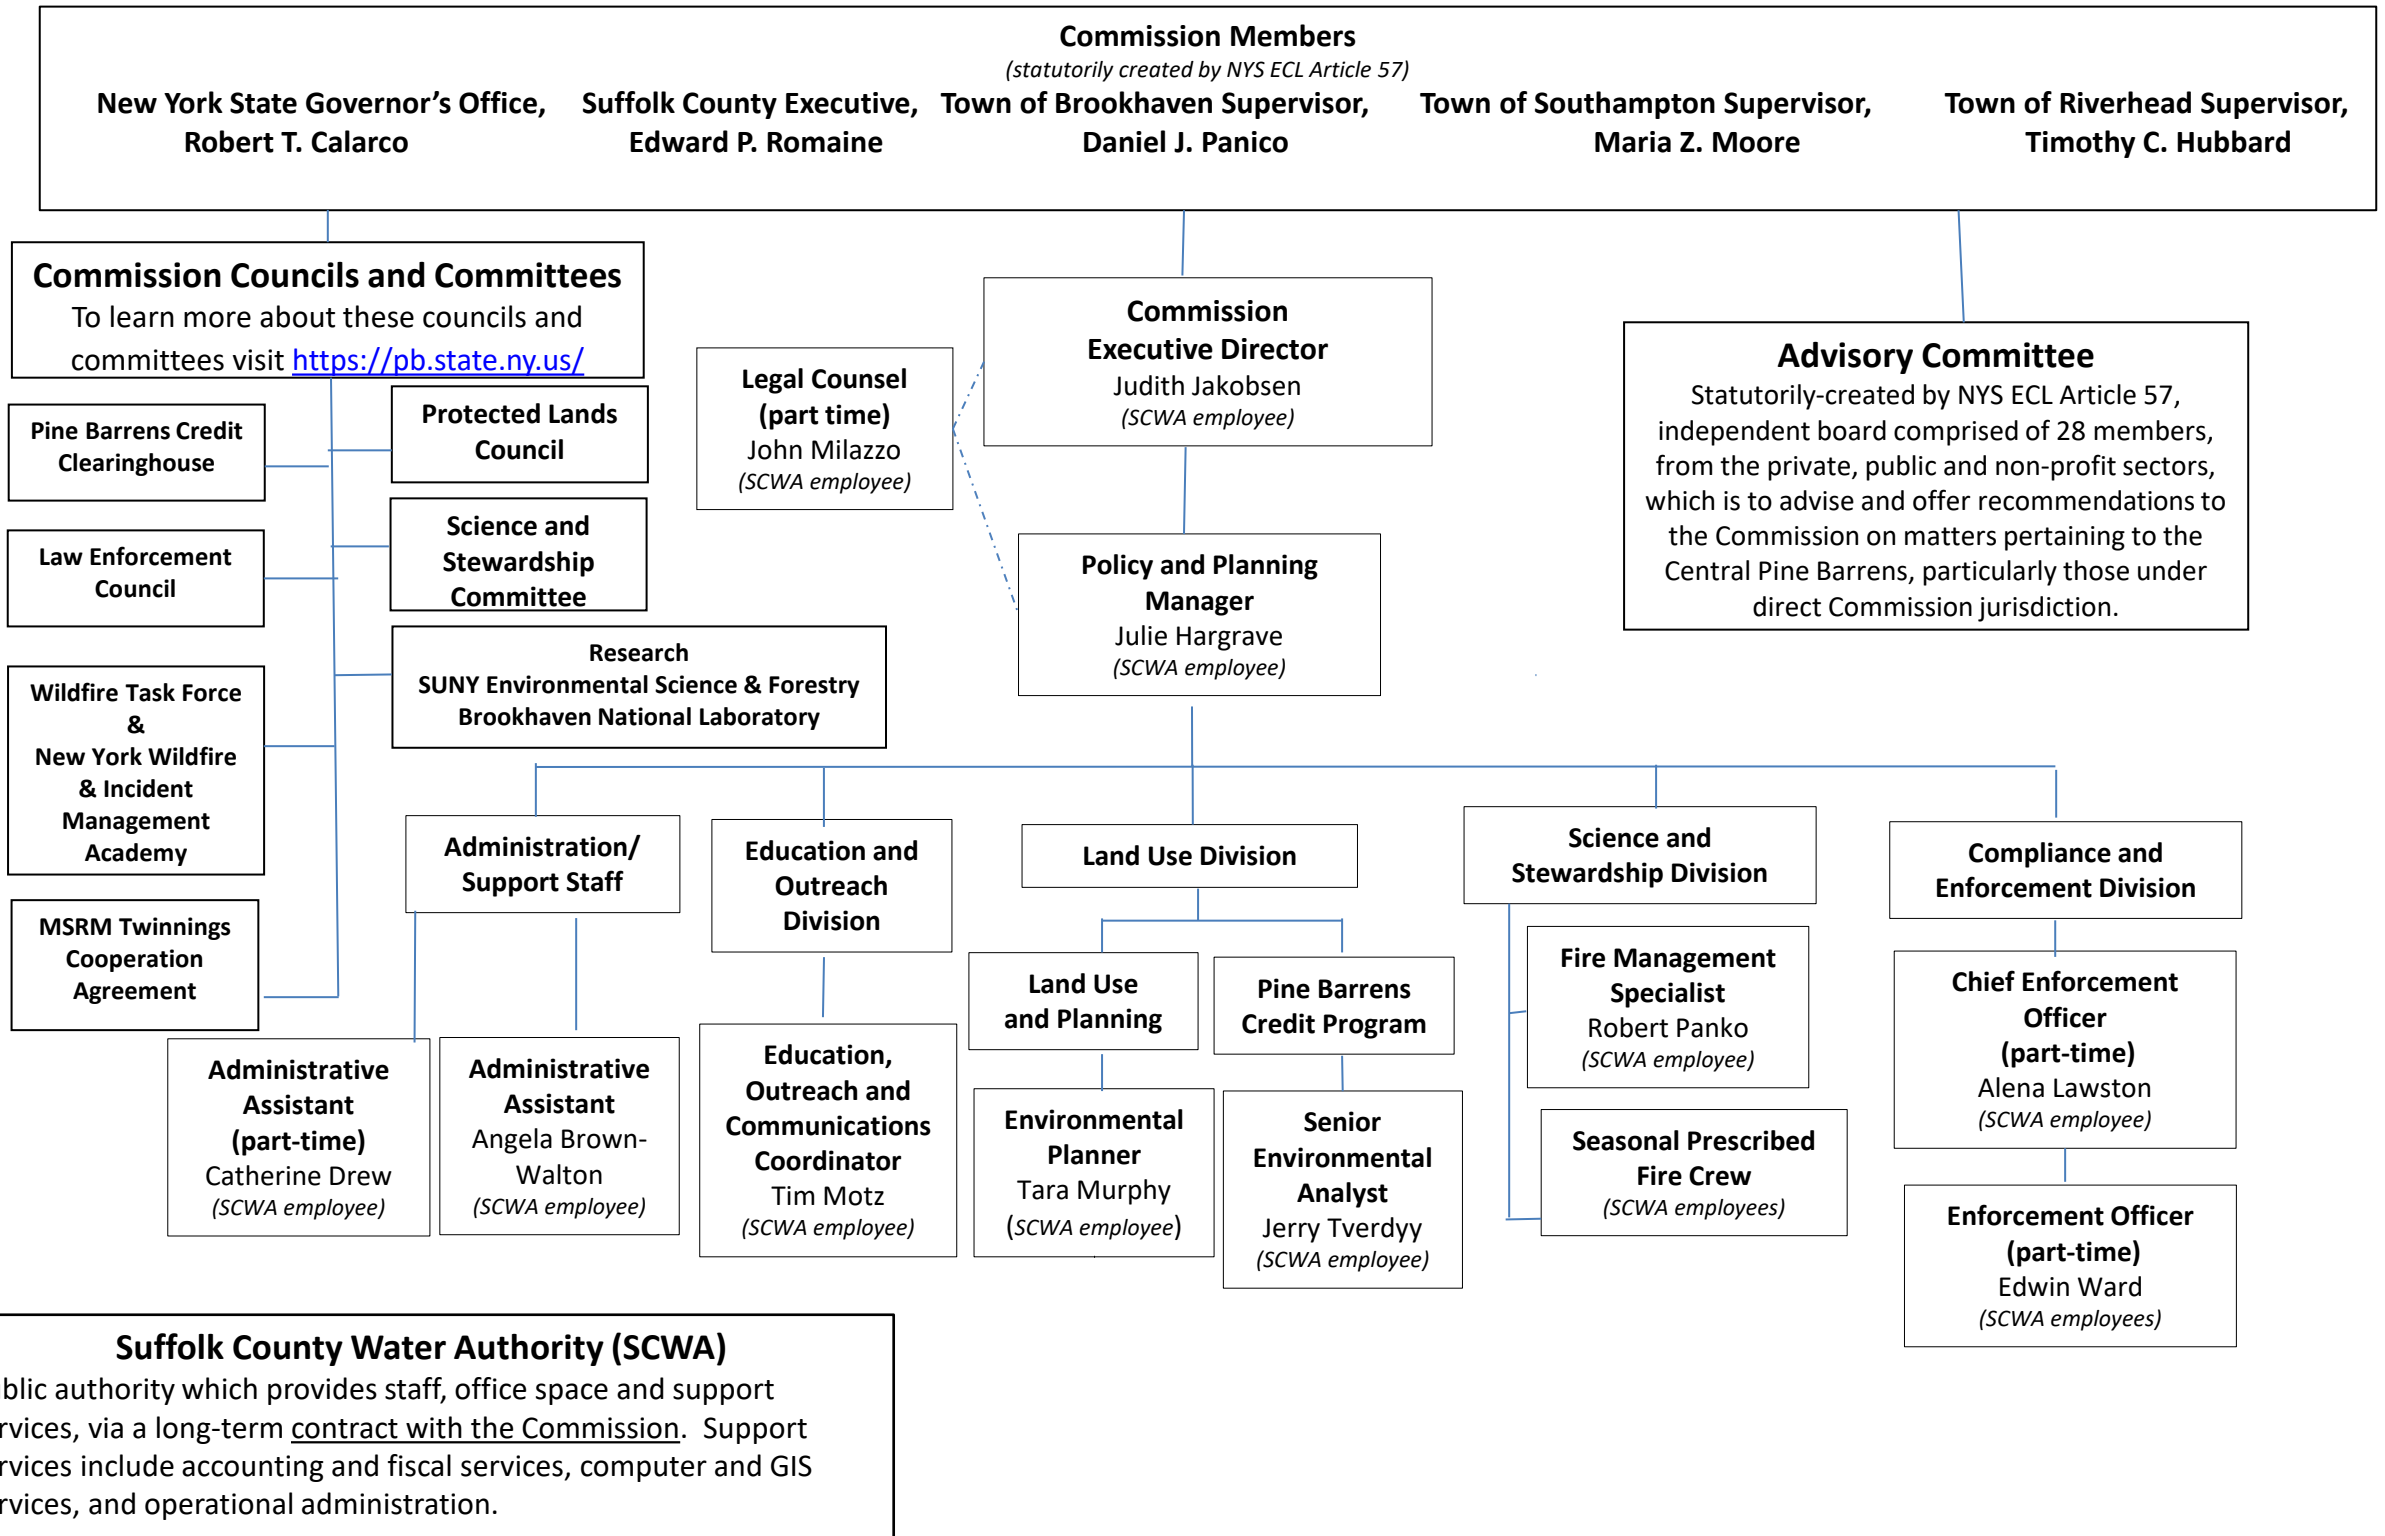 Commission Members
(statutorily created by NYS ECL Article 57)
New York State Governor’s Office,
Robert T. Calarco
Suffolk County Executive,
Edward P. Romaine
Town of Brookhaven Supervisor,
Daniel J. Panico
Town of Southampton Supervisor,
Maria Z. Moore
Town of Riverhead Supervisor,
Timothy C. Hubbard
Commission Councils and Committees
To learn more about these councils and
committees visit https://pb.state.ny.us/
Pine Barrens Credit
Clearinghouse
Protected Lands
Council
Law Enforcement
Council
Science and
Stewardship
Committee
Wildfire Task Force
&
New York Wildfire
& Incident
Management
Academy
Research
SUNY Environmental Science & Forestry
Brookhaven National Laboratory
MSRM Twinnings
Cooperation
Agreement
Legal Counsel
(part time)
John Milazzo
(SCWA employee)
Commission
Executive Director
Judith Jakobsen
(SCWA employee)
Policy and Planning
Manager
Julie Hargrave
(SCWA employee)
Advisory Committee
Statutorily-created by NYS ECL Article 57,
independent board comprised of 28 members,
from the private, public and non-profit sectors,
which is to advise and offer recommendations to
the Commission on matters pertaining to the
Central Pine Barrens, particularly those under
direct Commission jurisdiction.
Administration/
Support Staff
Administrative
Assistant
(part-time)
Catherine Drew
(SCWA employee)
Administrative
Assistant
Angela Brown-
Walton
(SCWA employee)
Education and
Outreach
Division
Education,
Outreach and
Communications
Coordinator
Tim Motz
(SCWA employee)
Land Use Division
Land Use
and Planning
Environmental
Planner
Tara Murphy
(SCWA employee)
Pine Barrens
Credit Program
Senior
Environmental
Analyst
Jerry Tverdyy
(SCWA employee)
Science and
Stewardship Division
Fire Management
Specialist
Robert Panko
(SCWA employee)
Seasonal Prescribed
Fire Crew
(SCWA employees)
Compliance and
Enforcement Division
Chief Enforcement
Officer
(part-time)
Alena Lawston
(SCWA employee)
Enforcement Officer
(part-time)
Edwin Ward
(SCWA employees)
Suffolk County Water Authority (SCWA)
authority which provides staff, office space and support
via a long-term contract with the Commission. Support
include accounting and fiscal services, computer and GIS
and operational administration.